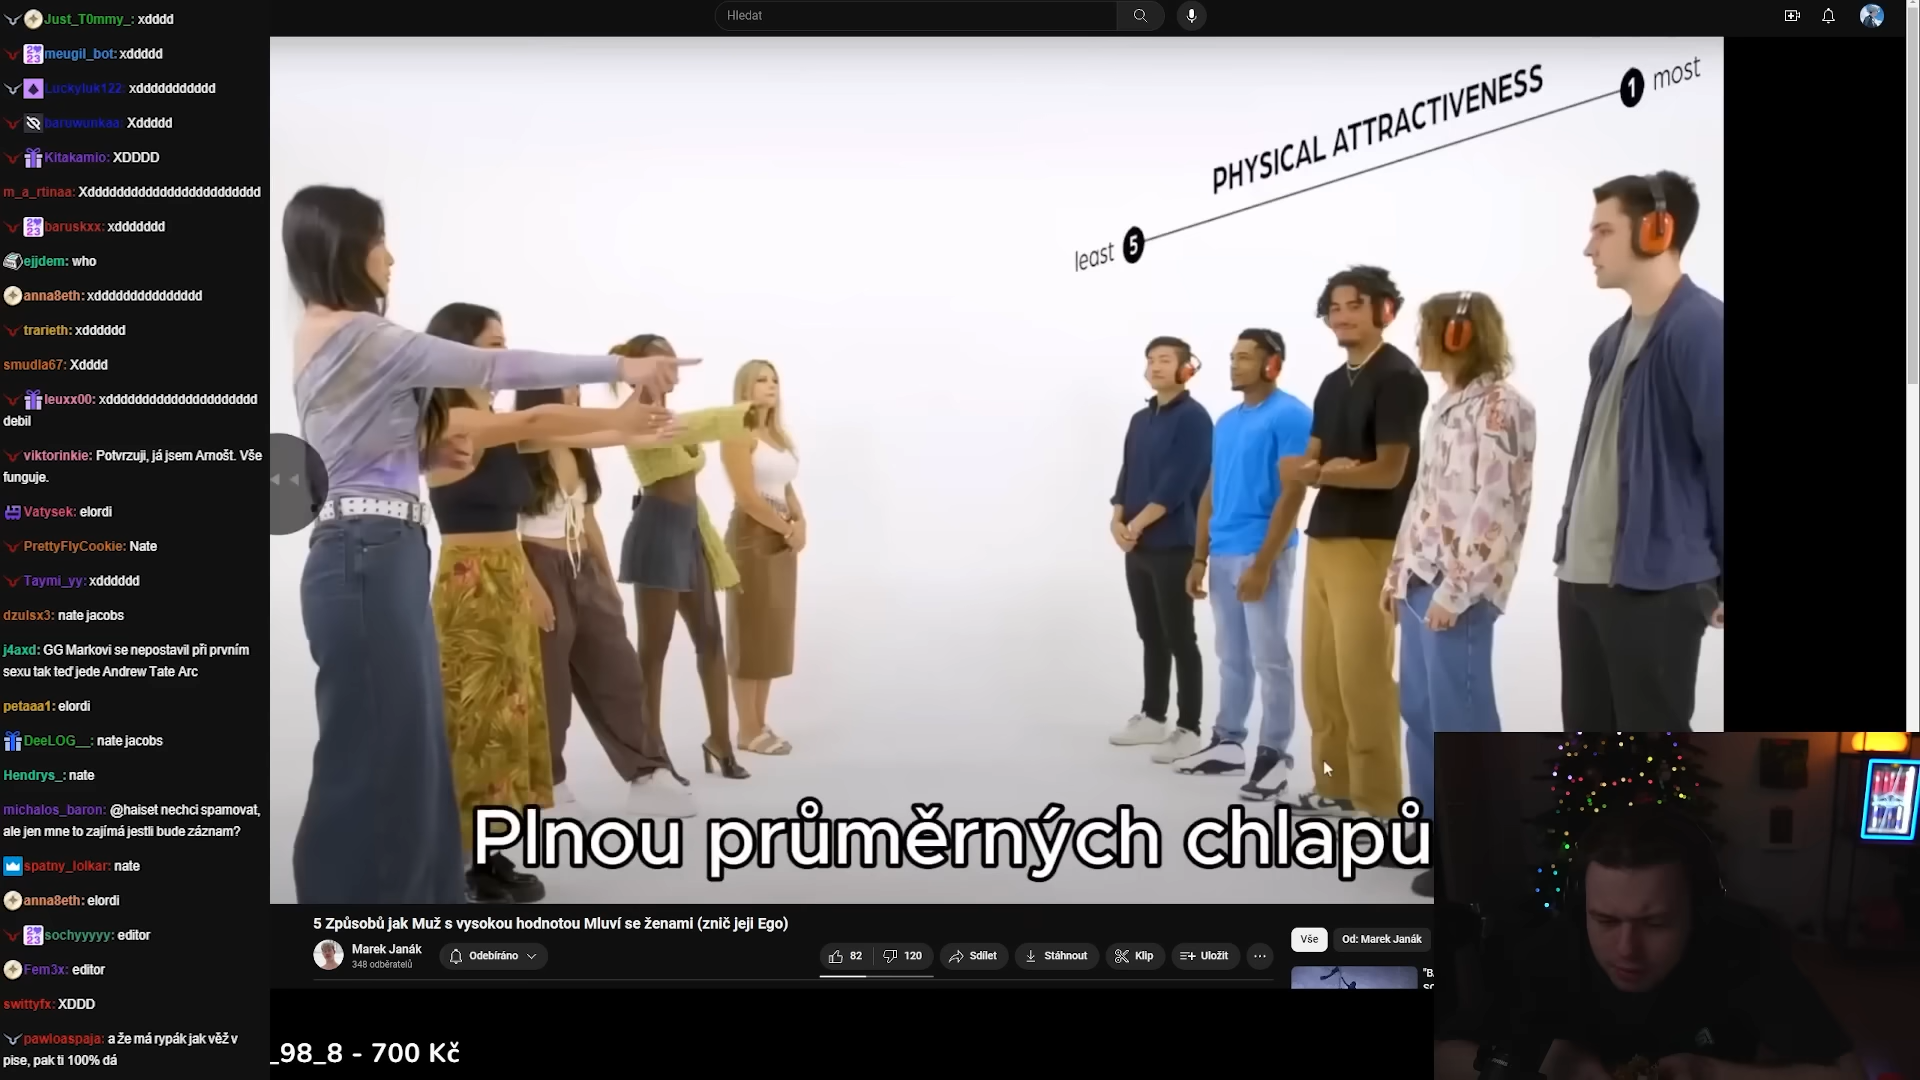 Just_T0mmy_: xdddd
meugil_bot: xddddd
Luckyluk122: xddddddddddd
baruwunkaa: Xddddd
Kitakamio: XDDDD
m_a_rtinaa: Xdddddddddddddddddddddddd
baruskxx: xddddddd
ejjdem: who
anna8eth: xddddddddddddddd
trarieth: xdddddd
smudla67: Xdddd
leuxx00: xddddddddddddddddddddd
debil
viktorinkie: Potvrzuji, já jsem Arnošt. Vše
funguje.
Vatysek: elordi
PrettyFlyCookie: Nate
Taymi_yy: xdddddd
dzulsx3: nate jacobs
j4axd: GG Markovi se nepostavil při prvním
sexu tak teď jede Andrew Tate Arc
petaaa1: elordi
DeeLOG__: nate jacobs
Hendrys_: nate
michalos_baron: @haiset nechci spamovat,
ale jen mne to zajímá jestli bude záznam?
spatny_lolkar: nate
anna8eth: elordi
sochyyyyy: editor
Fem3x: editor
swittyfx: XDDD
pawloaspaja: a že má rypák jak věž v
pise, pak ti 100% dá
Hledat
PHYSICAL ATTRACTIVENESS
1 most
least 5
Plnou průměrných chlapů
5 Způsobů jak Muž s vysokou hodnotou Mluví se ženami (znič jeji Ego)
Marek Janák
348 odběratelů
Odebíráno
82
120
Sdílet
Stáhnout
Klip
Uložit
Vše
Od: Marek Janák
_98_8 - 700 Kč